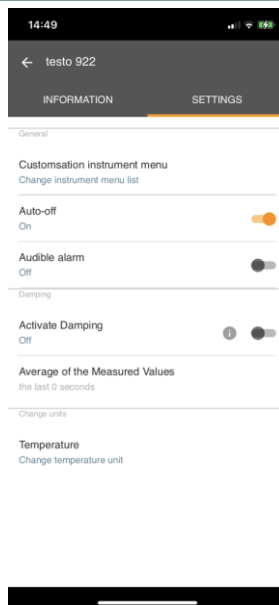 14:49
testo 922
INFORMATION SETTINGS
General
Customsation instrument menu
Change instrument menu list
Auto-off
On
Audible alarm
Off
Damping
Activate Damping
Off
Average of the Measured Values
the last 0 seconds
Change units
Temperature
Change temperature unit